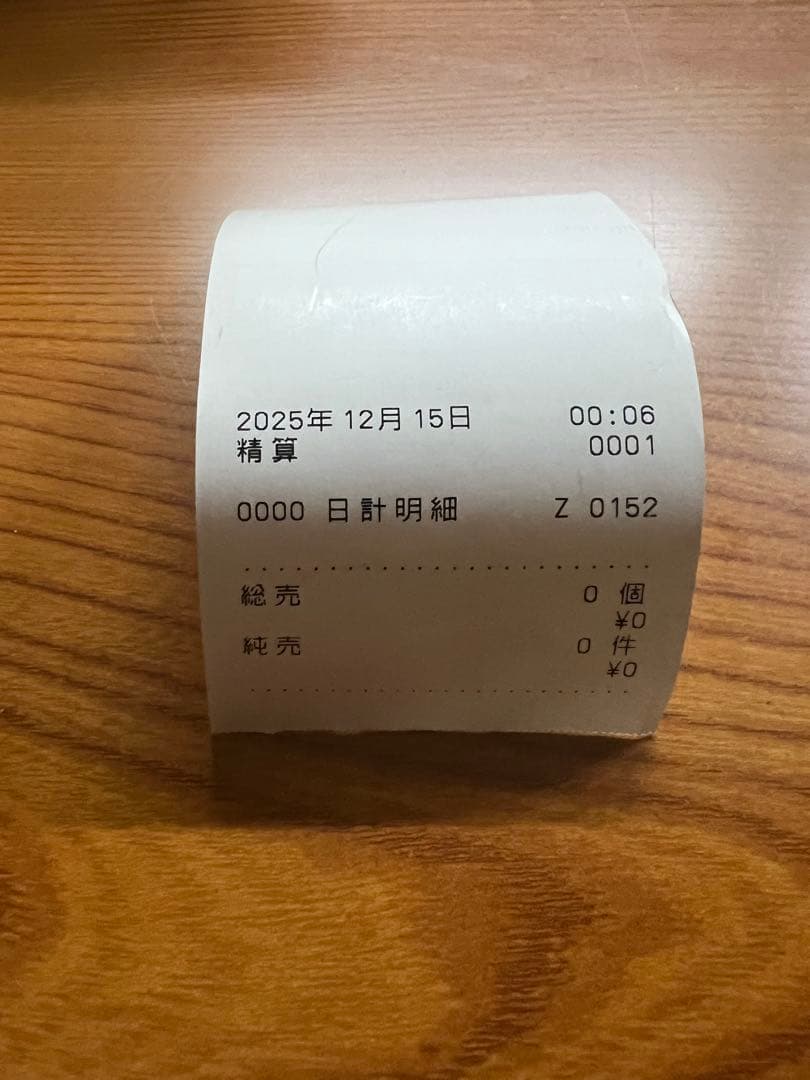 2025年12月15日 00:06
精算 0001
0000 日計明細 Z 0152
総売 0 個
¥0
純売 0 件
¥0